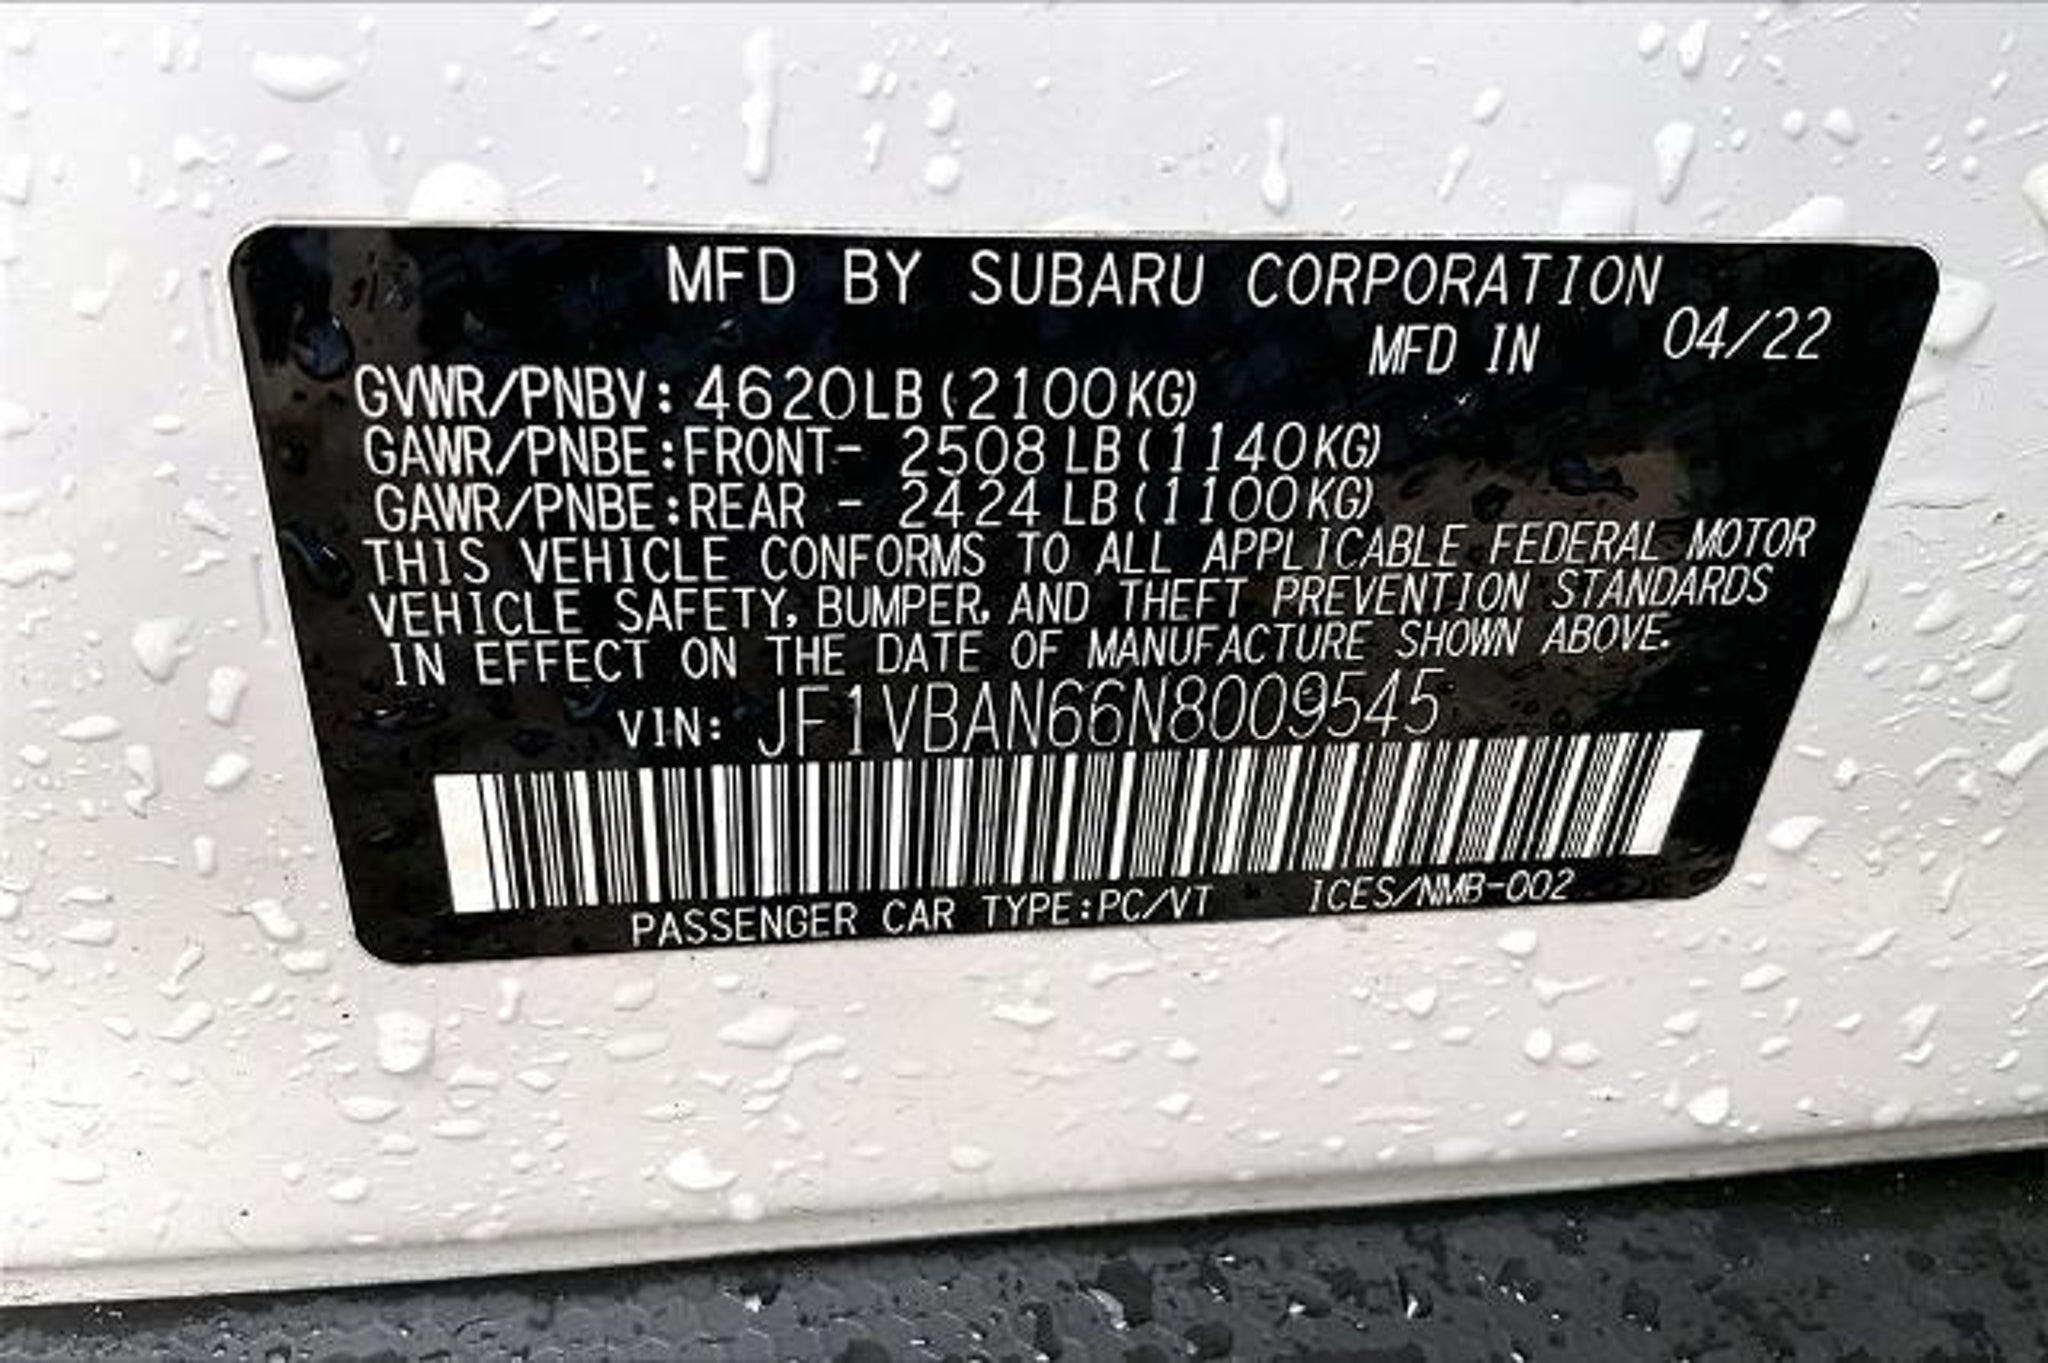 MFD BY SUBARU CORPORATION
MFD IN 04/22
GVWR/PNBV: 4620LB (2100KG)
GAWR/PNBE:FRONT- 2508 LB (1140KG)
GAWR/PNBE:REAR - 2424 LB (1100KG)
THIS VEHICLE CONFORMS TO ALL APPLICABLE FEDERAL MOTOR
VEHICLE SAFETY, BUMPER, AND THEFT PREVENTION STANDARDS
IN EFFECT ON THE DATE OF MANUFACTURE SHOWN ABOVE.
VIN: JF1VBAN66N8009545
PASSENGER CAR TYPE:PC/VT ICES/NMB-002